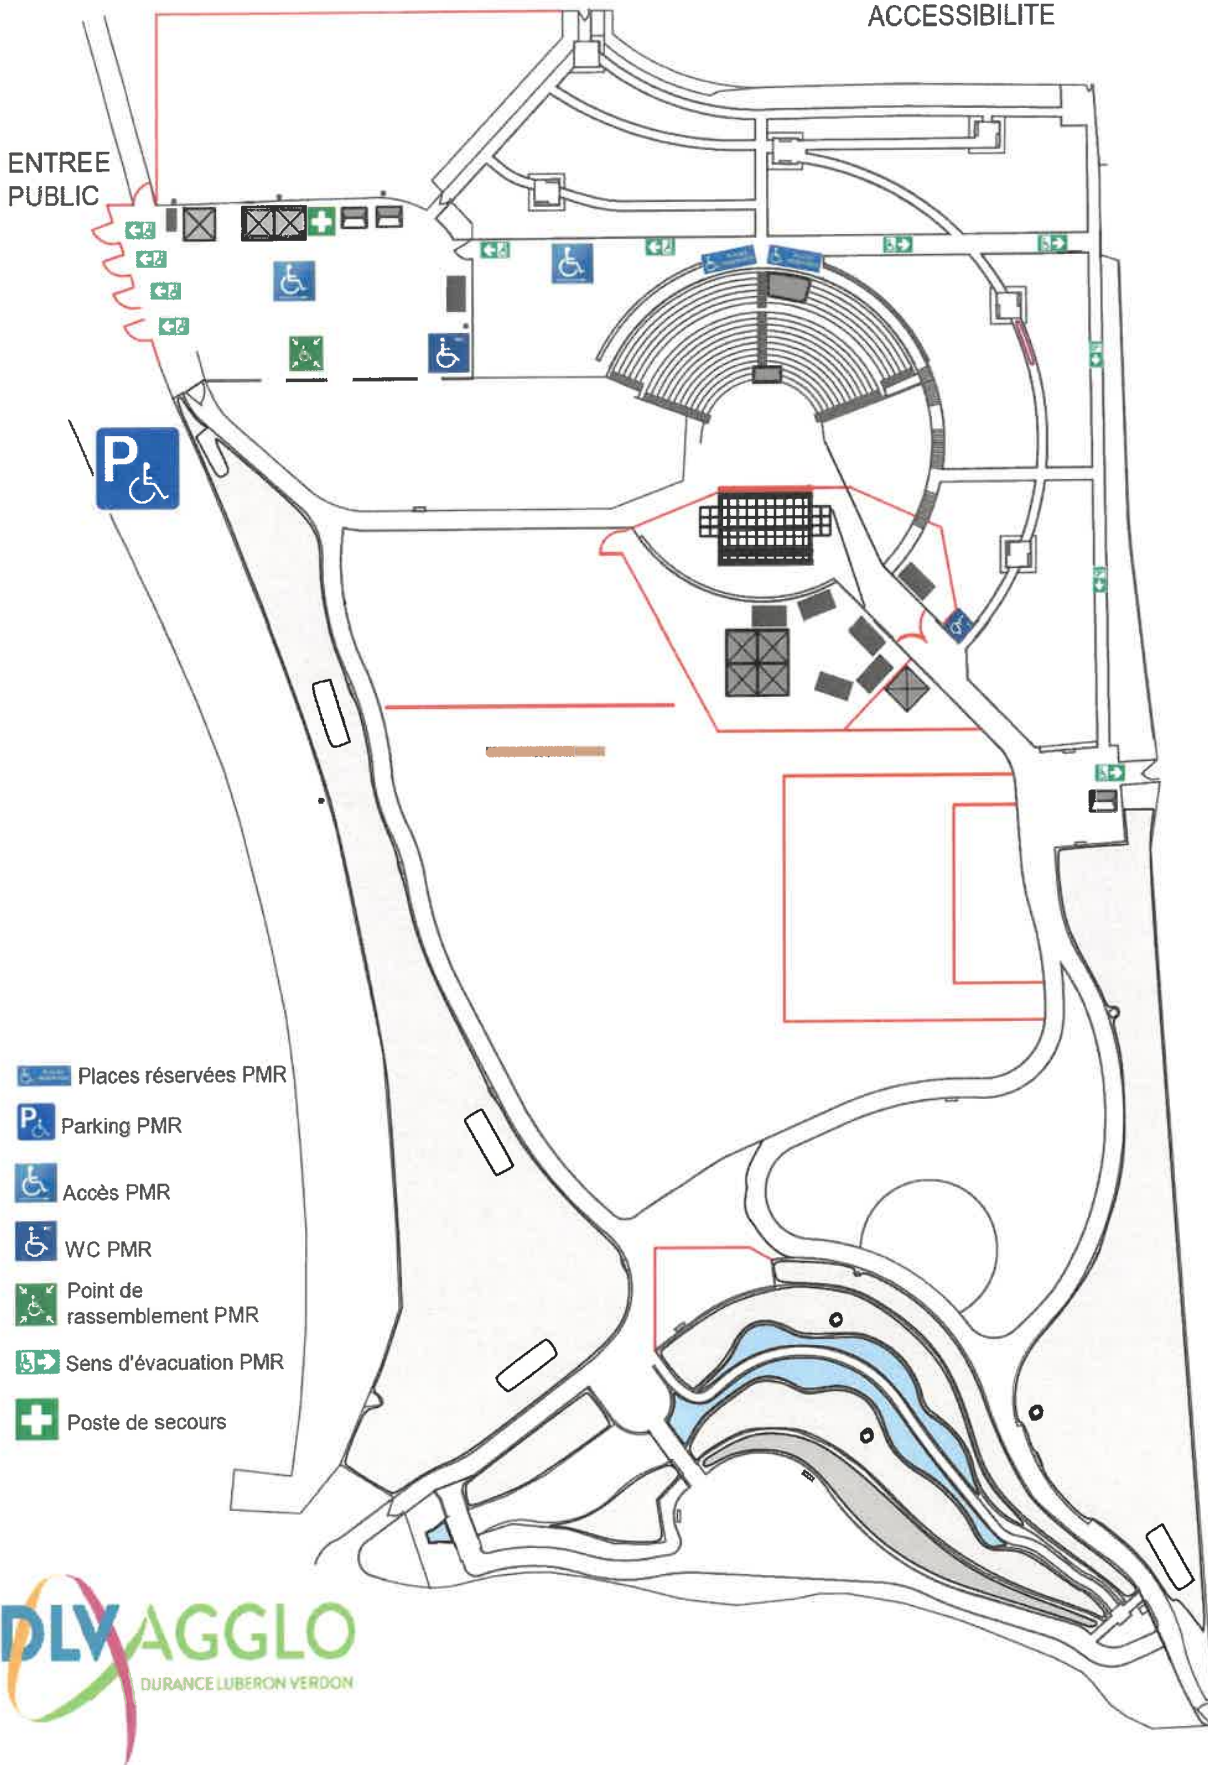 ACCESSIBILITE
ENTREE
PUBLIC
P
Places réservées PMR
P
Parking PMR
Accès PMR
WC PMR
Point de
rassemblement PMR
Sens d'évacuation PMR
Poste de secours
DLVAGGLO
DURANCE LUBERON VERDON